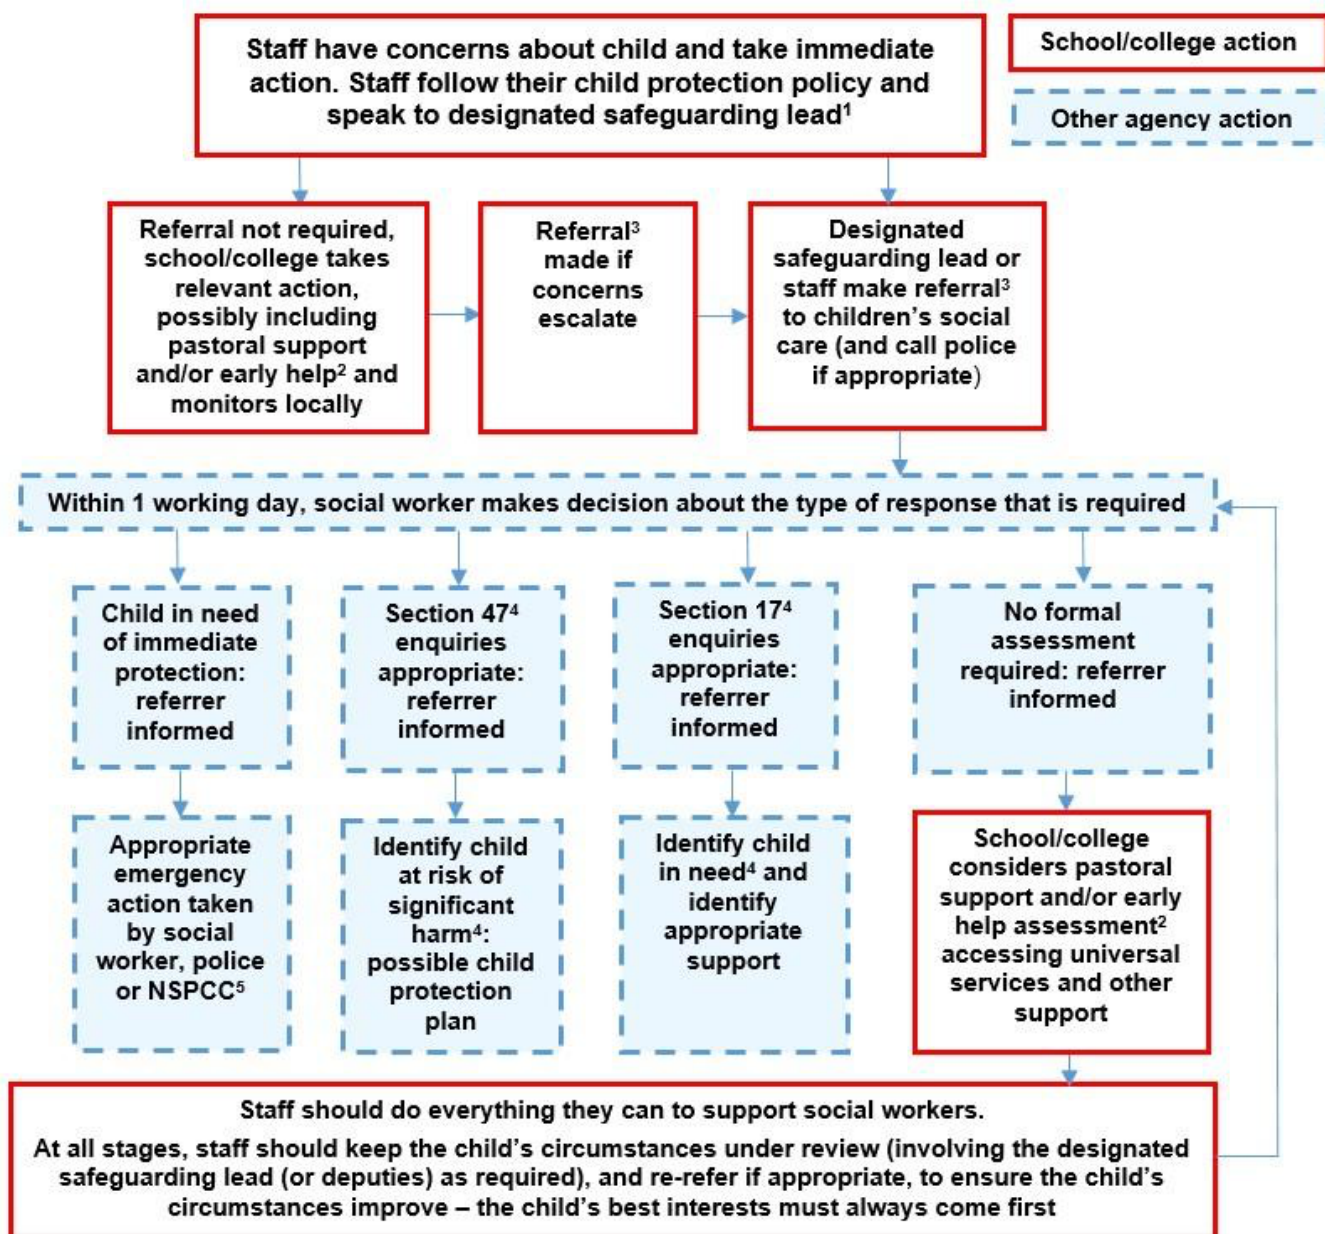 Staff have concerns about child and take immediate
action. Staff follow their child protection policy and
speak to designated safeguarding lead¹
School/college action
Other agency action
Referral not required,
school/college takes
relevant action,
possibly including
pastoral support
and/or early help² and
monitors locally
Referral³
made if
concerns
escalate
Designated
safeguarding lead or
staff make referral³
to children’s social
care (and call police
if appropriate)
Within 1 working day, social worker makes decision about the type of response that is required
Child in need
of immediate
protection:
referrer
informed
Section 47⁴
enquiries
appropriate:
referrer
informed
Section 17⁴
enquiries
appropriate:
referrer
informed
No formal
assessment
required: referrer
informed
Appropriate
emergency
action taken
by social
worker, police
or NSPCC⁵
Identify child
at risk of
significant
harm⁴:
possible child
protection
plan
Identify child
in need⁴ and
identify
appropriate
support
School/college
considers pastoral
support and/or early
help assessment²
accessing universal
services and other
support
Staff should do everything they can to support social workers.
At all stages, staff should keep the child’s circumstances under review (involving the designated
safeguarding lead (or deputies) as required), and re-refer if appropriate, to ensure the child’s
circumstances improve – the child’s best interests must always come first